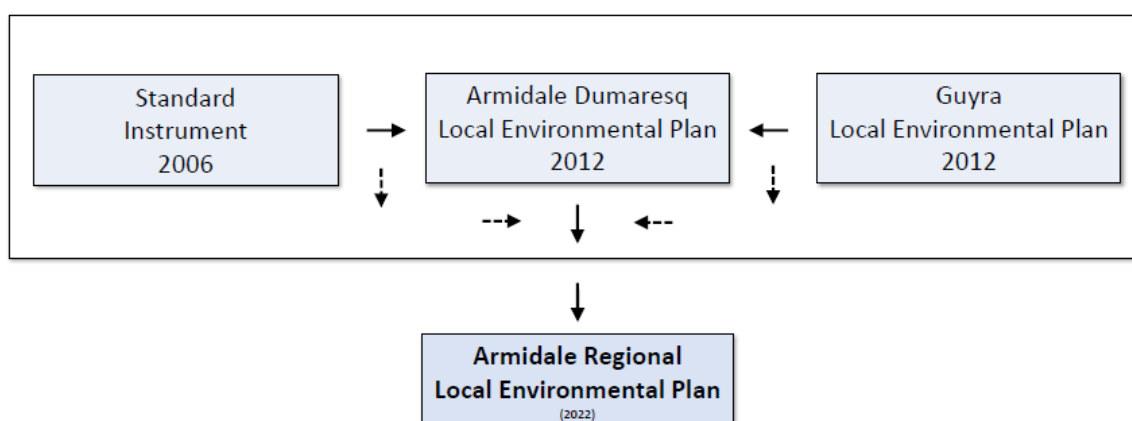 Standard
Instrument
2006
Armidale Dumaresq
Local Environmental Plan
2012
Guyra
Local Environmental Plan
2012
Armidale Regional
Local Environmental Plan
(2022)